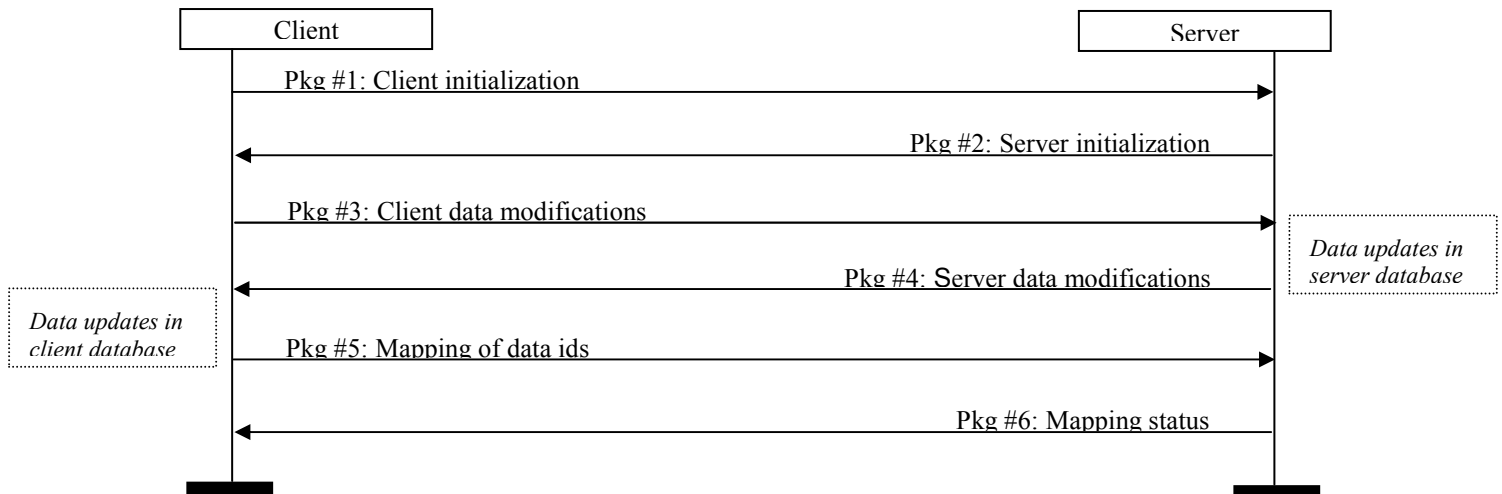 Client
Server
Pkg #1: Client initialization
Pkg #2: Server initialization
Pkg #3: Client data modifications
Data updates in
server database
Pkg #4: Server data modifications
Data updates in
client database
Pkg #5: Mapping of data ids
Pkg #6: Mapping status